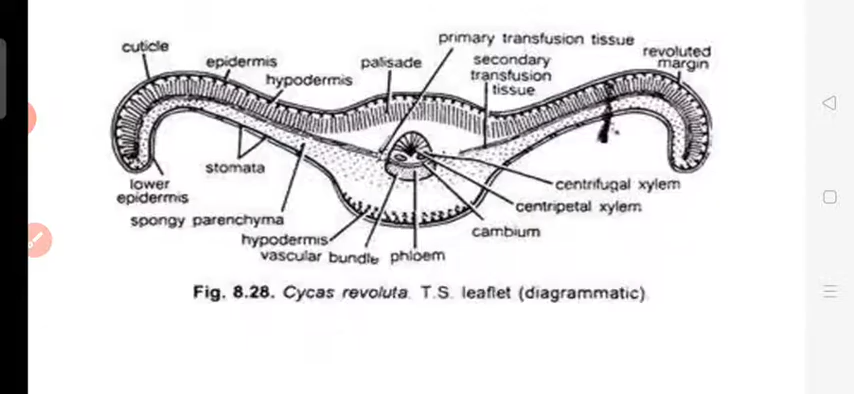 primary transfusion tissue
cuticle
epidermis
hypodermis
palisade
secondary
transfusion
tissue
revoluted
margin
stomata
lower
epidermis
spongy parenchyma
hypodermis
vascular bundle
phloem
centrifugal xylem
centripetal xylem
cambium
Fig. 8.28. Cycas revoluta. T.S. leaflet (diagrammatic)